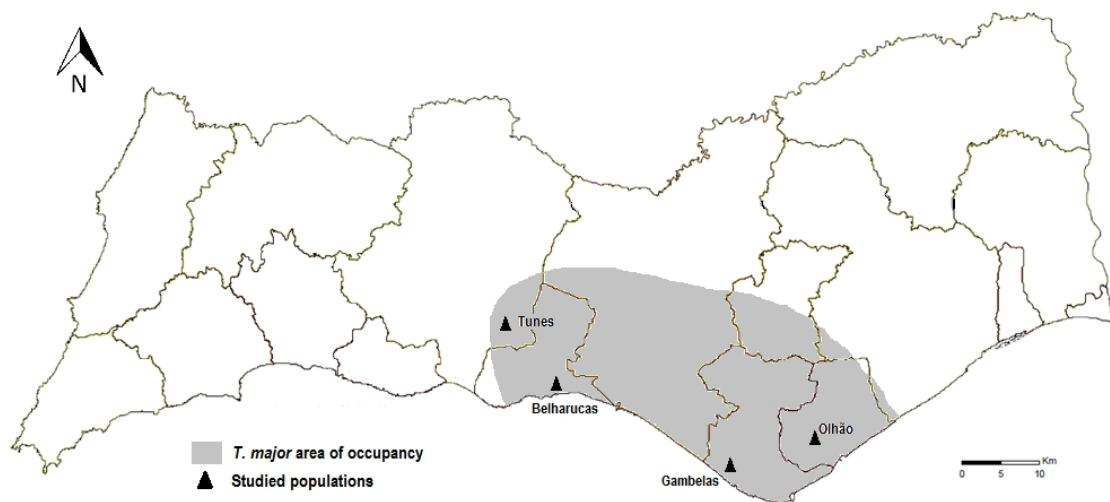 N
Tunes
Belharucas
Olhão
T. major area of occupancy
Studied populations
Gambelas
Km
0 5 10